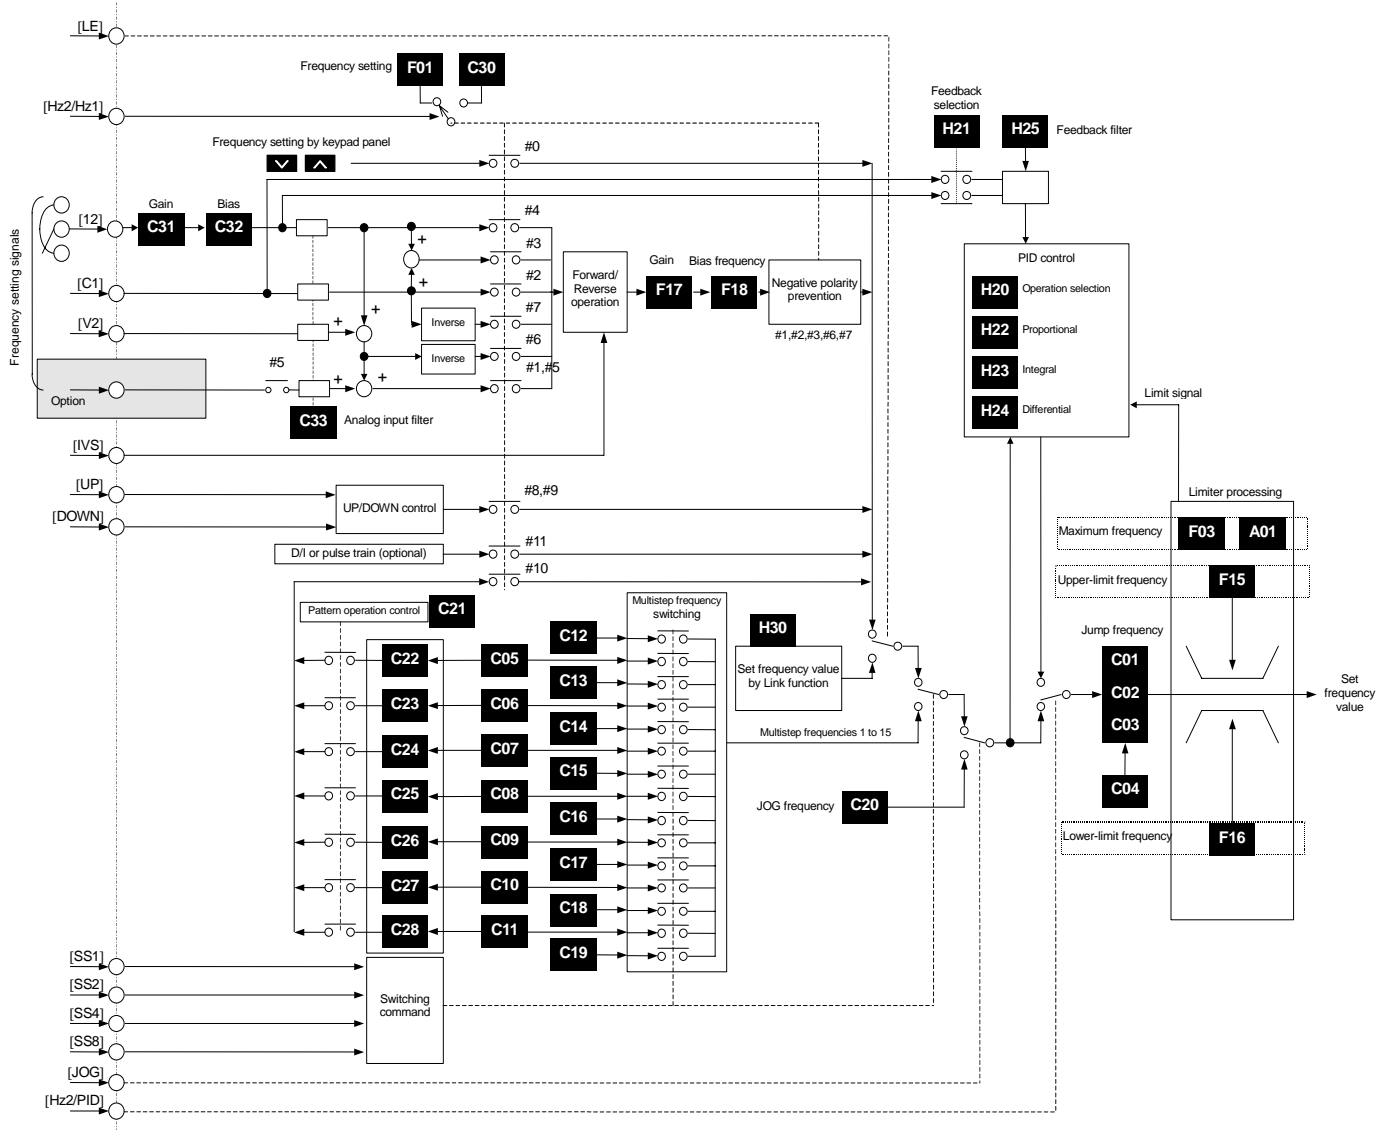 [LE]
Frequency setting
F01
C30
[Hz2/Hz1]
Feedback
selection
H21
H25
Feedback filter
Frequency setting by keypad panel
#0
Frequency setting signals
[12]
Gain
C31
Bias
C32
#4
+
#3
[C1]
+
#2
Forward/
Reverse
operation
Gain
F17
Bias frequency
F18
Negative polarity
prevention
#1,#2,#3,#6,#7
[V2]
+
+
Inverse
#7
Inverse
#6
#5
Option
+
+
#1,#5
C33
Analog input filter
PID control
H20
Operation selection
H22
Proportional
H23
Integral
H24
Differential
Limit signal
[IVS]
[UP]
[DOWN]
UP/DOWN control
#8,#9
D/I or pulse train (optional)
#11
#10
Limiter processing
Maximum frequency
F03
A01
Upper-limit frequency
F15
Pattern operation control
C21
Multistep frequency
switching
C12
C22
C05
C13
C23
C06
C14
C24
C07
C15
C25
C08
C16
C26
C09
C17
C27
C10
C18
C28
C11
C19
H30
Set frequency value
by Link function
Multistep frequencies 1 to 15
JOG frequency
C20
Jump frequency
C01
C02
C03
C04
Set
frequency
value
Lower-limit frequency
F16
[SS1]
[SS2]
[SS4]
[SS8]
Switching
command
[JOG]
[Hz2/PID]